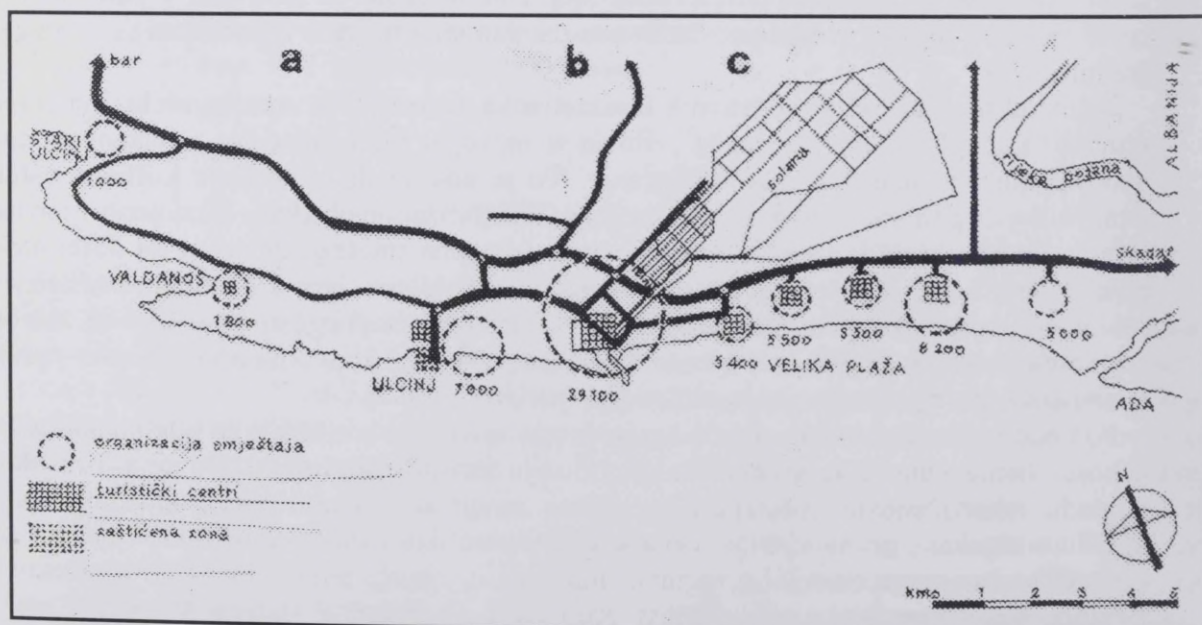 a
b
c
bar
STARI
ULCINJ
1000
solana
rijeka bojana
ALBANIJA
skadar
VALDANOS
1800
ULCINJ
7000
29100
5400
5500
5300
8200
5000
VELIKA PLAŽA
ADA
organizacija smještaja
turistički centri
zaštićena zona
N
km 0 1 2 3 4 5